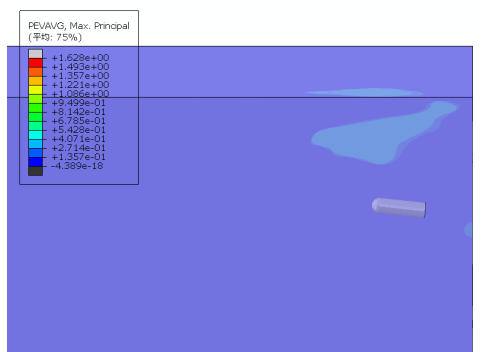 PEVAVG, Max. Principal
(平均: 75%)
+1.628e+00
+1.493e+00
+1.357e+00
+1.221e+00
+1.086e+00
+9.499e-01
+8.142e-01
+6.785e-01
+5.428e-01
+4.071e-01
+2.714e-01
+1.357e-01
-4.389e-18